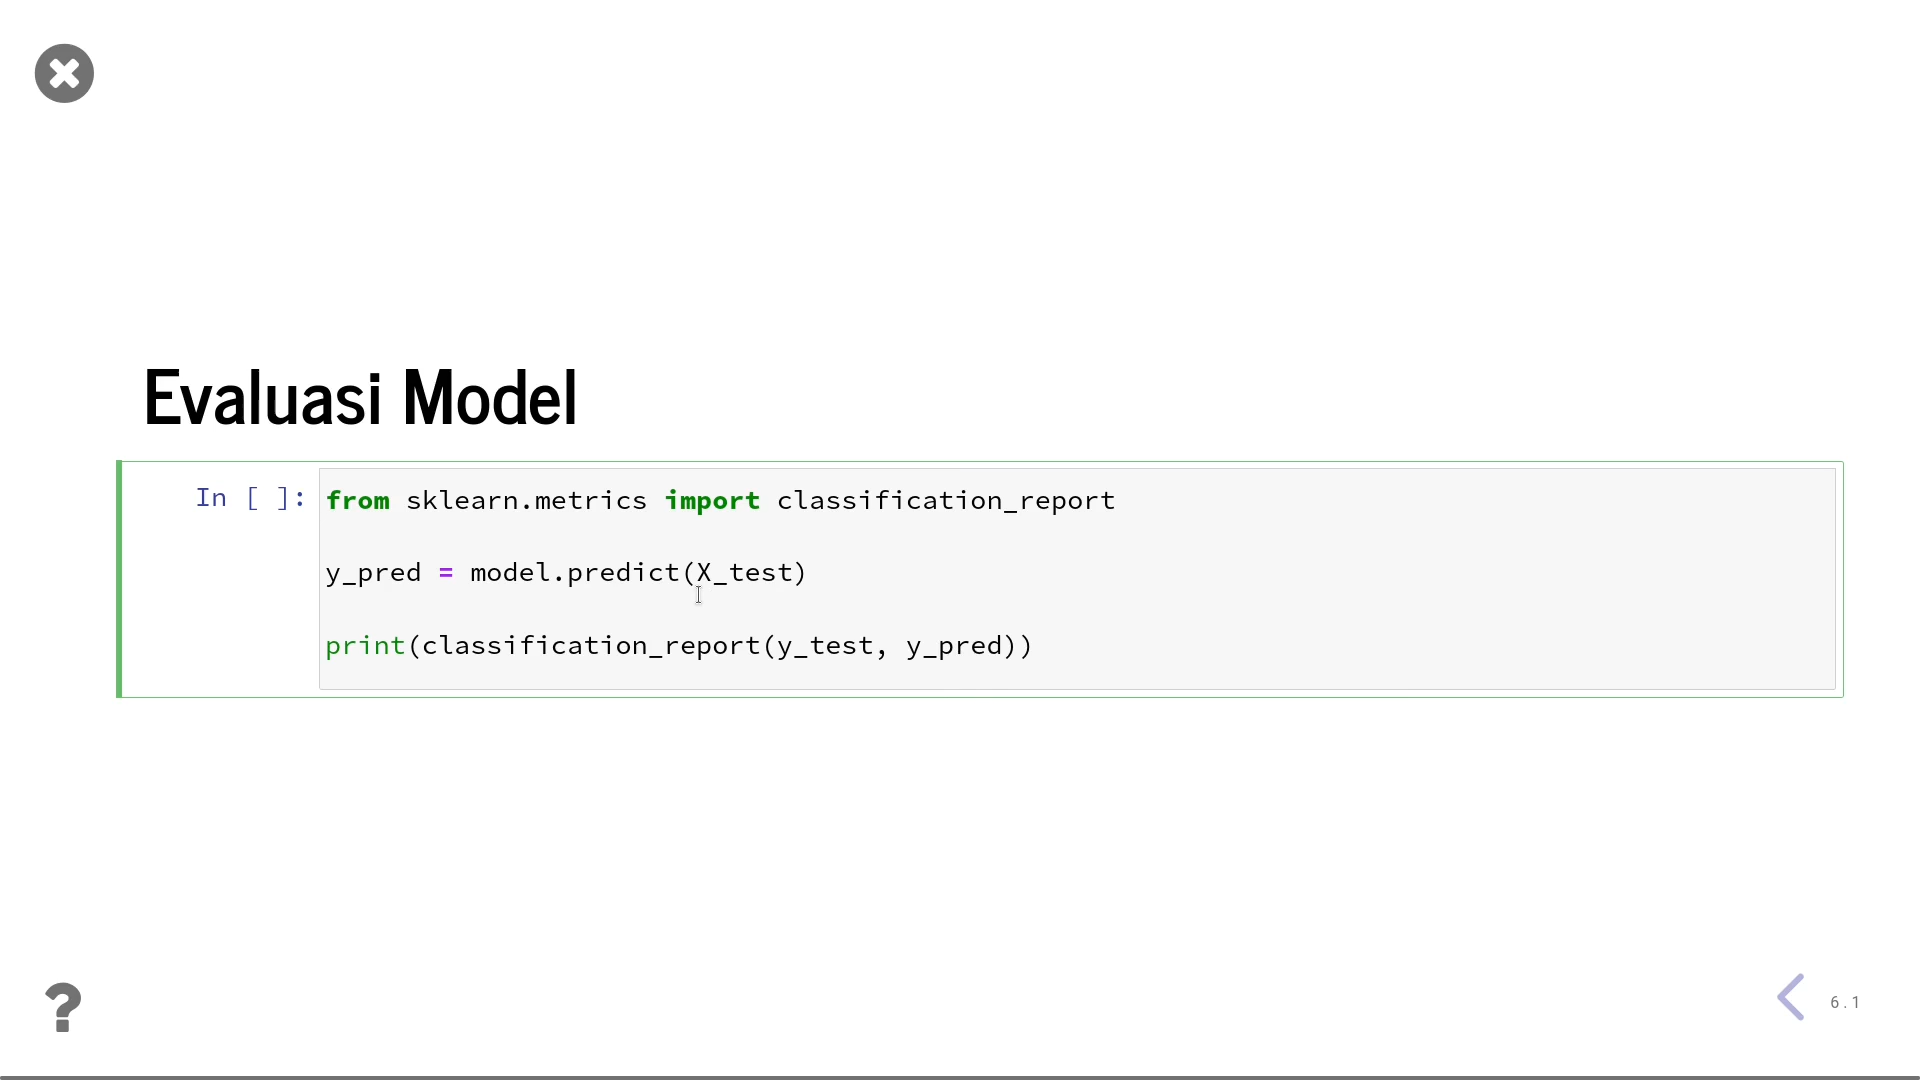 Evaluasi Model
In [ ]:
from sklearn.metrics import classification_report
y_pred = model.predict(X_test)
print(classification_report(y_test, y_pred))
?
6.1